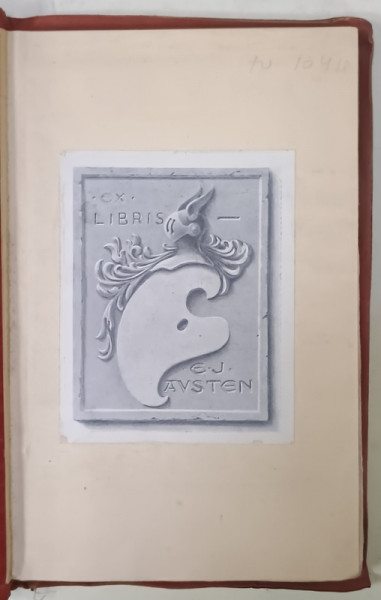 ·EX·
LIBRIS
E·J·
AVSTEN